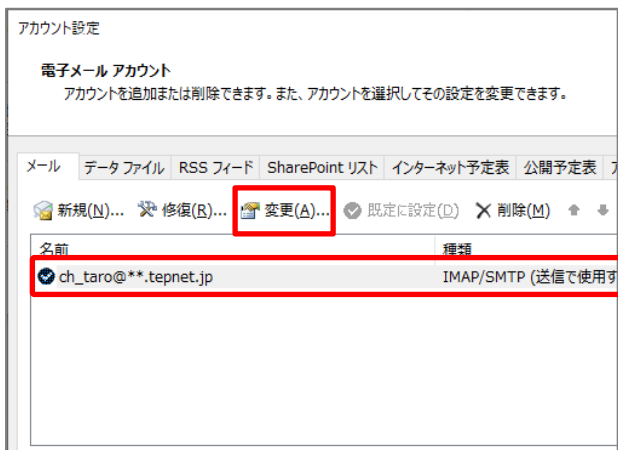 アカウント設定
電子メール アカウント
アカウントを追加または削除できます。また、アカウントを選択してその設定を変更できます。
メール データ ファイル RSS フィード SharePoint リスト インターネット予定表 公開予定表
新規(N)... 修復(R)... 変更(A)... 既定に設定(D) 削除(M)
名前 種類
ch_taro@**.tepnet.jp IMAP/SMTP (送信で使用す